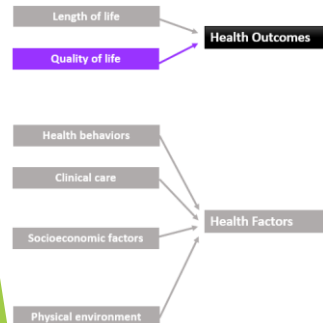 Length of life
Health Outcomes
Quality of life
Health behaviors
Clinical care
Health Factors
Socioeconomic factors
Physical environment